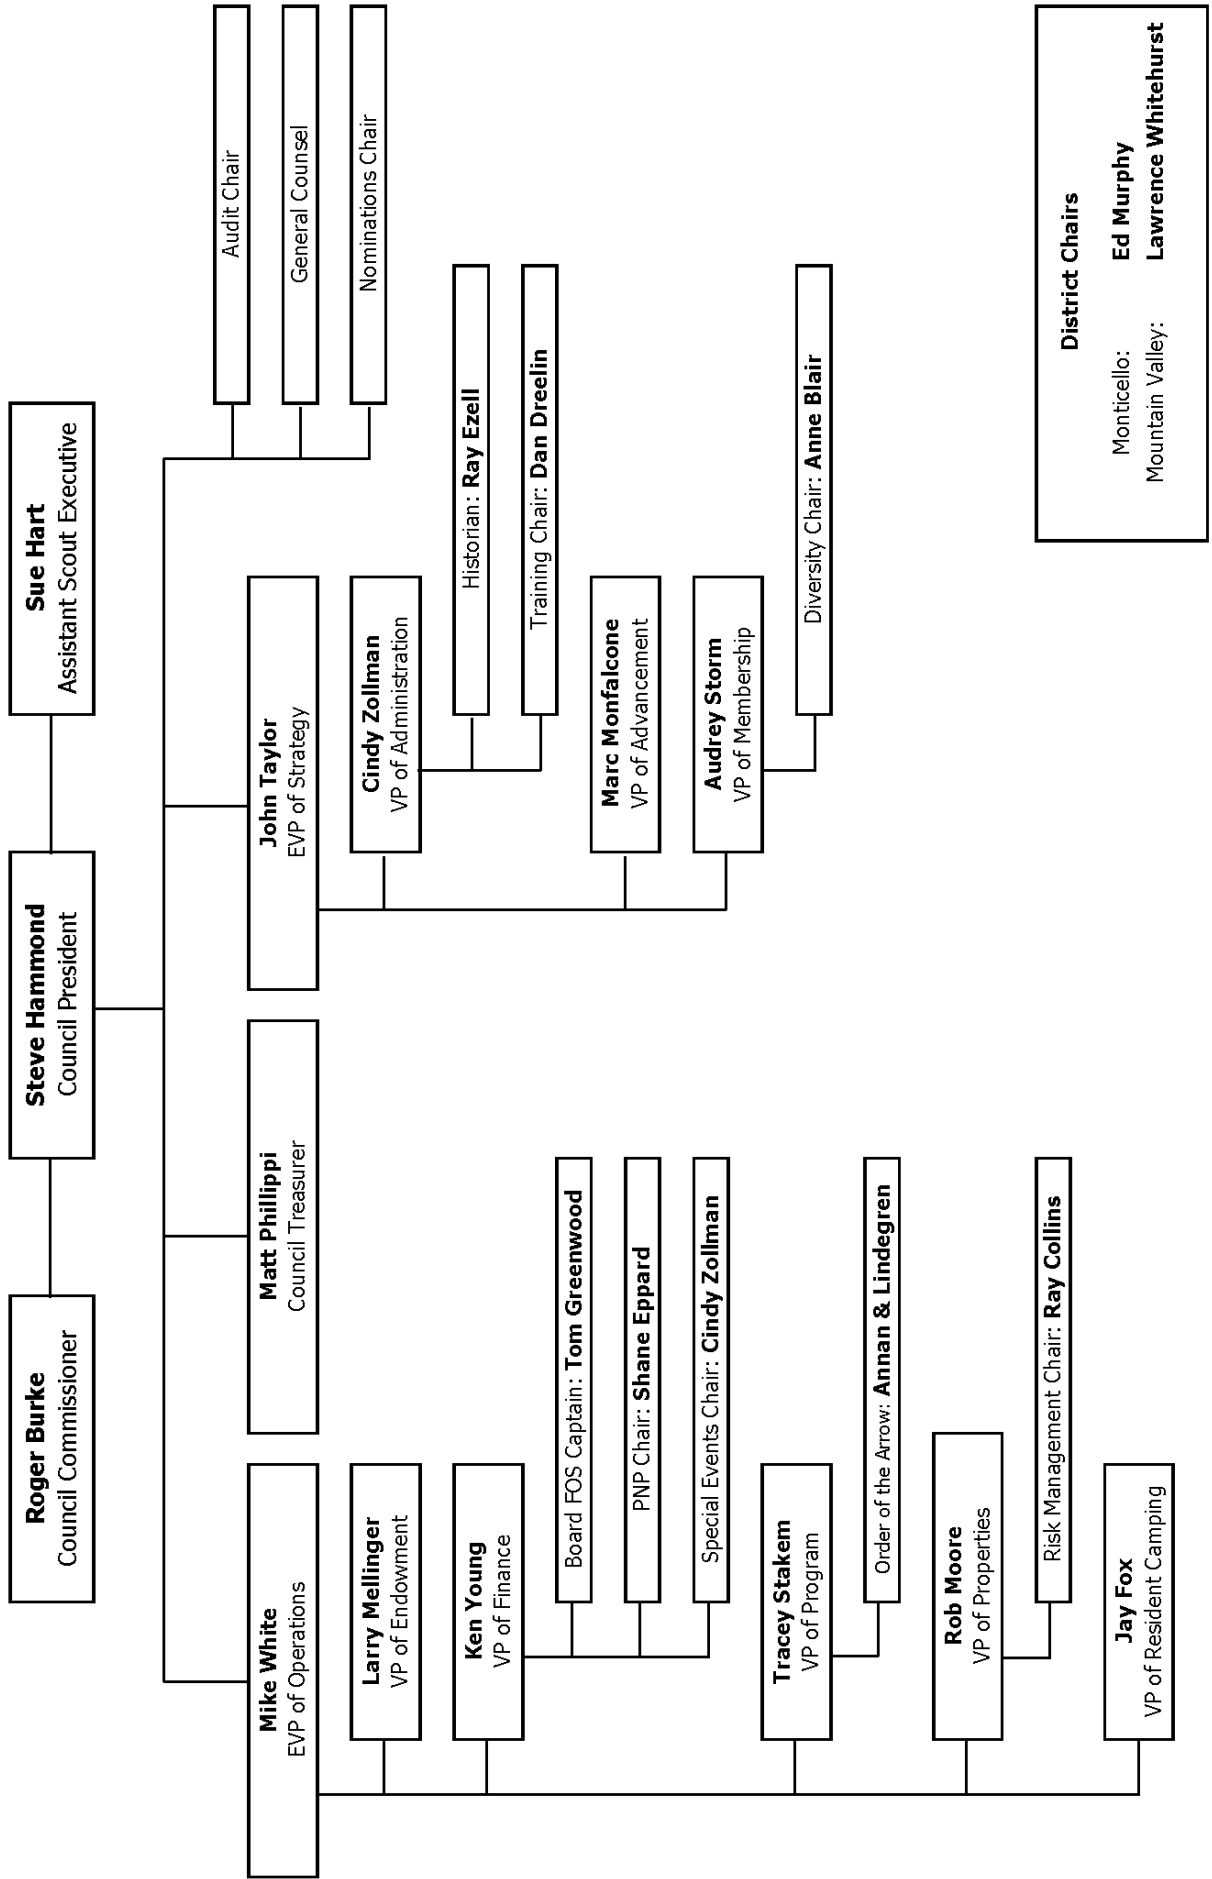 Roger Burke
Council Commissioner
Steve Hammond
Council President
Sue Hart
Assistant Scout Executive
Mike White
EVP of Operations
Matt Phillippi
Council Treasurer
John Taylor
EVP of Strategy
Audit Chair
General Counsel
Nominations Chair
Larry Mellinger
VP of Endowment
Ken Young
VP of Finance
Board FOS Captain: Tom Greenwood
PNP Chair: Shane Eppard
Special Events Chair: Cindy Zollman
Tracey Stakem
VP of Program
Order of the Arrow: Annan & Lindegren
Rob Moore
VP of Properties
Risk Management Chair: Ray Collins
Jay Fox
VP of Resident Camping
Cindy Zollman
VP of Administration
Historian: Ray Ezell
Training Chair: Dan Dreelin
Marc Monfalcone
VP of Advancement
Audrey Storm
VP of Membership
Diversity Chair: Anne Blair
District Chairs
Monticello: Ed Murphy
Mountain Valley: Lawrence Whitehurst